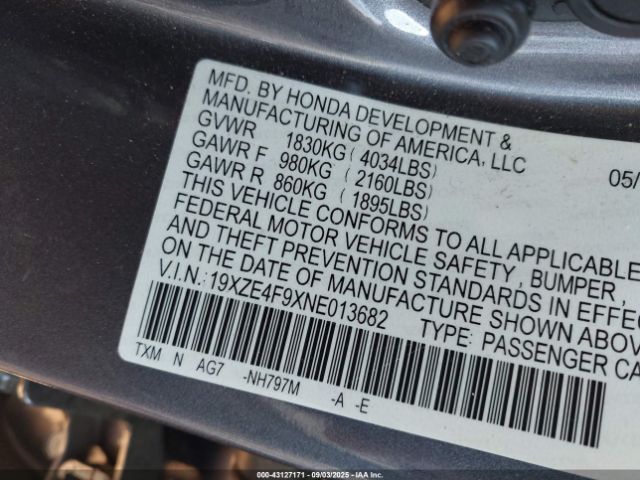 MFD. BY HONDA DEVELOPMENT &
MANUFACTURING OF AMERICA, LLC
05/
GVWR 1830KG (4034LBS)
GAWR F 980KG (2160LBS)
GAWR R 860KG (1895LBS)
THIS VEHICLE CONFORMS TO ALL APPLICABLE
FEDERAL MOTOR VEHICLE SAFETY, BUMPER,
AND THEFT PREVENTION STANDARDS IN EFFEC
ON THE DATE OF MANUFACTURE SHOWN ABOV
V.I.N.: 19XZE4F9XNE013682 TYPE: PASSENGER CA
TXM N AG7 -NH797M -A -E
000-43127171 - 09/03/2025 - IAA Inc.